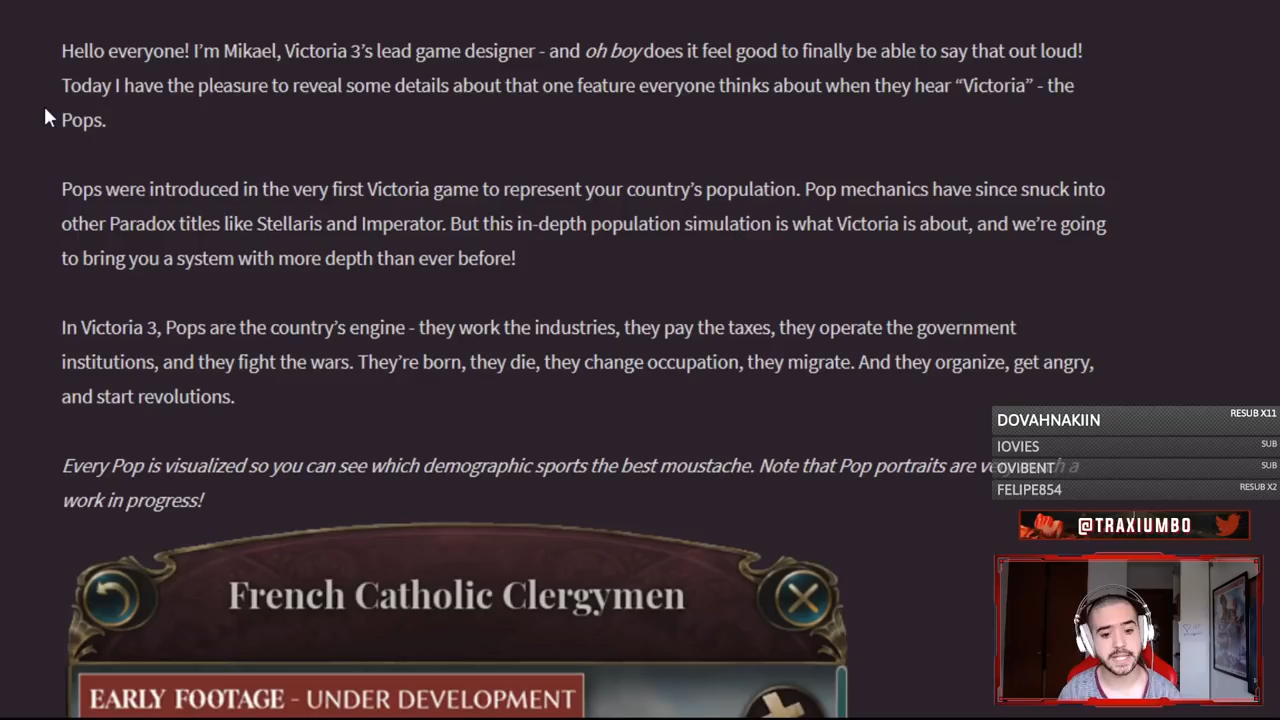 Hello everyone! I'm Mikael, Victoria 3's lead game designer - and oh boy does it feel good to finally be able to say that out loud!
Today I have the pleasure to reveal some details about that one feature everyone thinks about when they hear “Victoria” - the
Pops.
Pops were introduced in the very first Victoria game to represent your country's population. Pop mechanics have since snuck into
other Paradox titles like Stellaris and Imperator. But this in-depth population simulation is what Victoria is about, and we're going
to bring you a system with more depth than ever before!
In Victoria 3, Pops are the country's engine - they work the industries, they pay the taxes, they operate the government
institutions, and they fight the wars. They're born, they die, they change occupation, they migrate. And they organize, get angry,
and start revolutions.
Every Pop is visualized so you can see which demographic sports the best moustache. Note that Pop portraits are a
work in progress!
DOVAHNAKIIN RESUB X11
IOVIES SUB
OVIBENT SUB
FELIPE854 RESUB X2
@TRAXIUMBO
French Catholic Clergymen
EARLY FOOTAGE - UNDER DEVELOPMENT